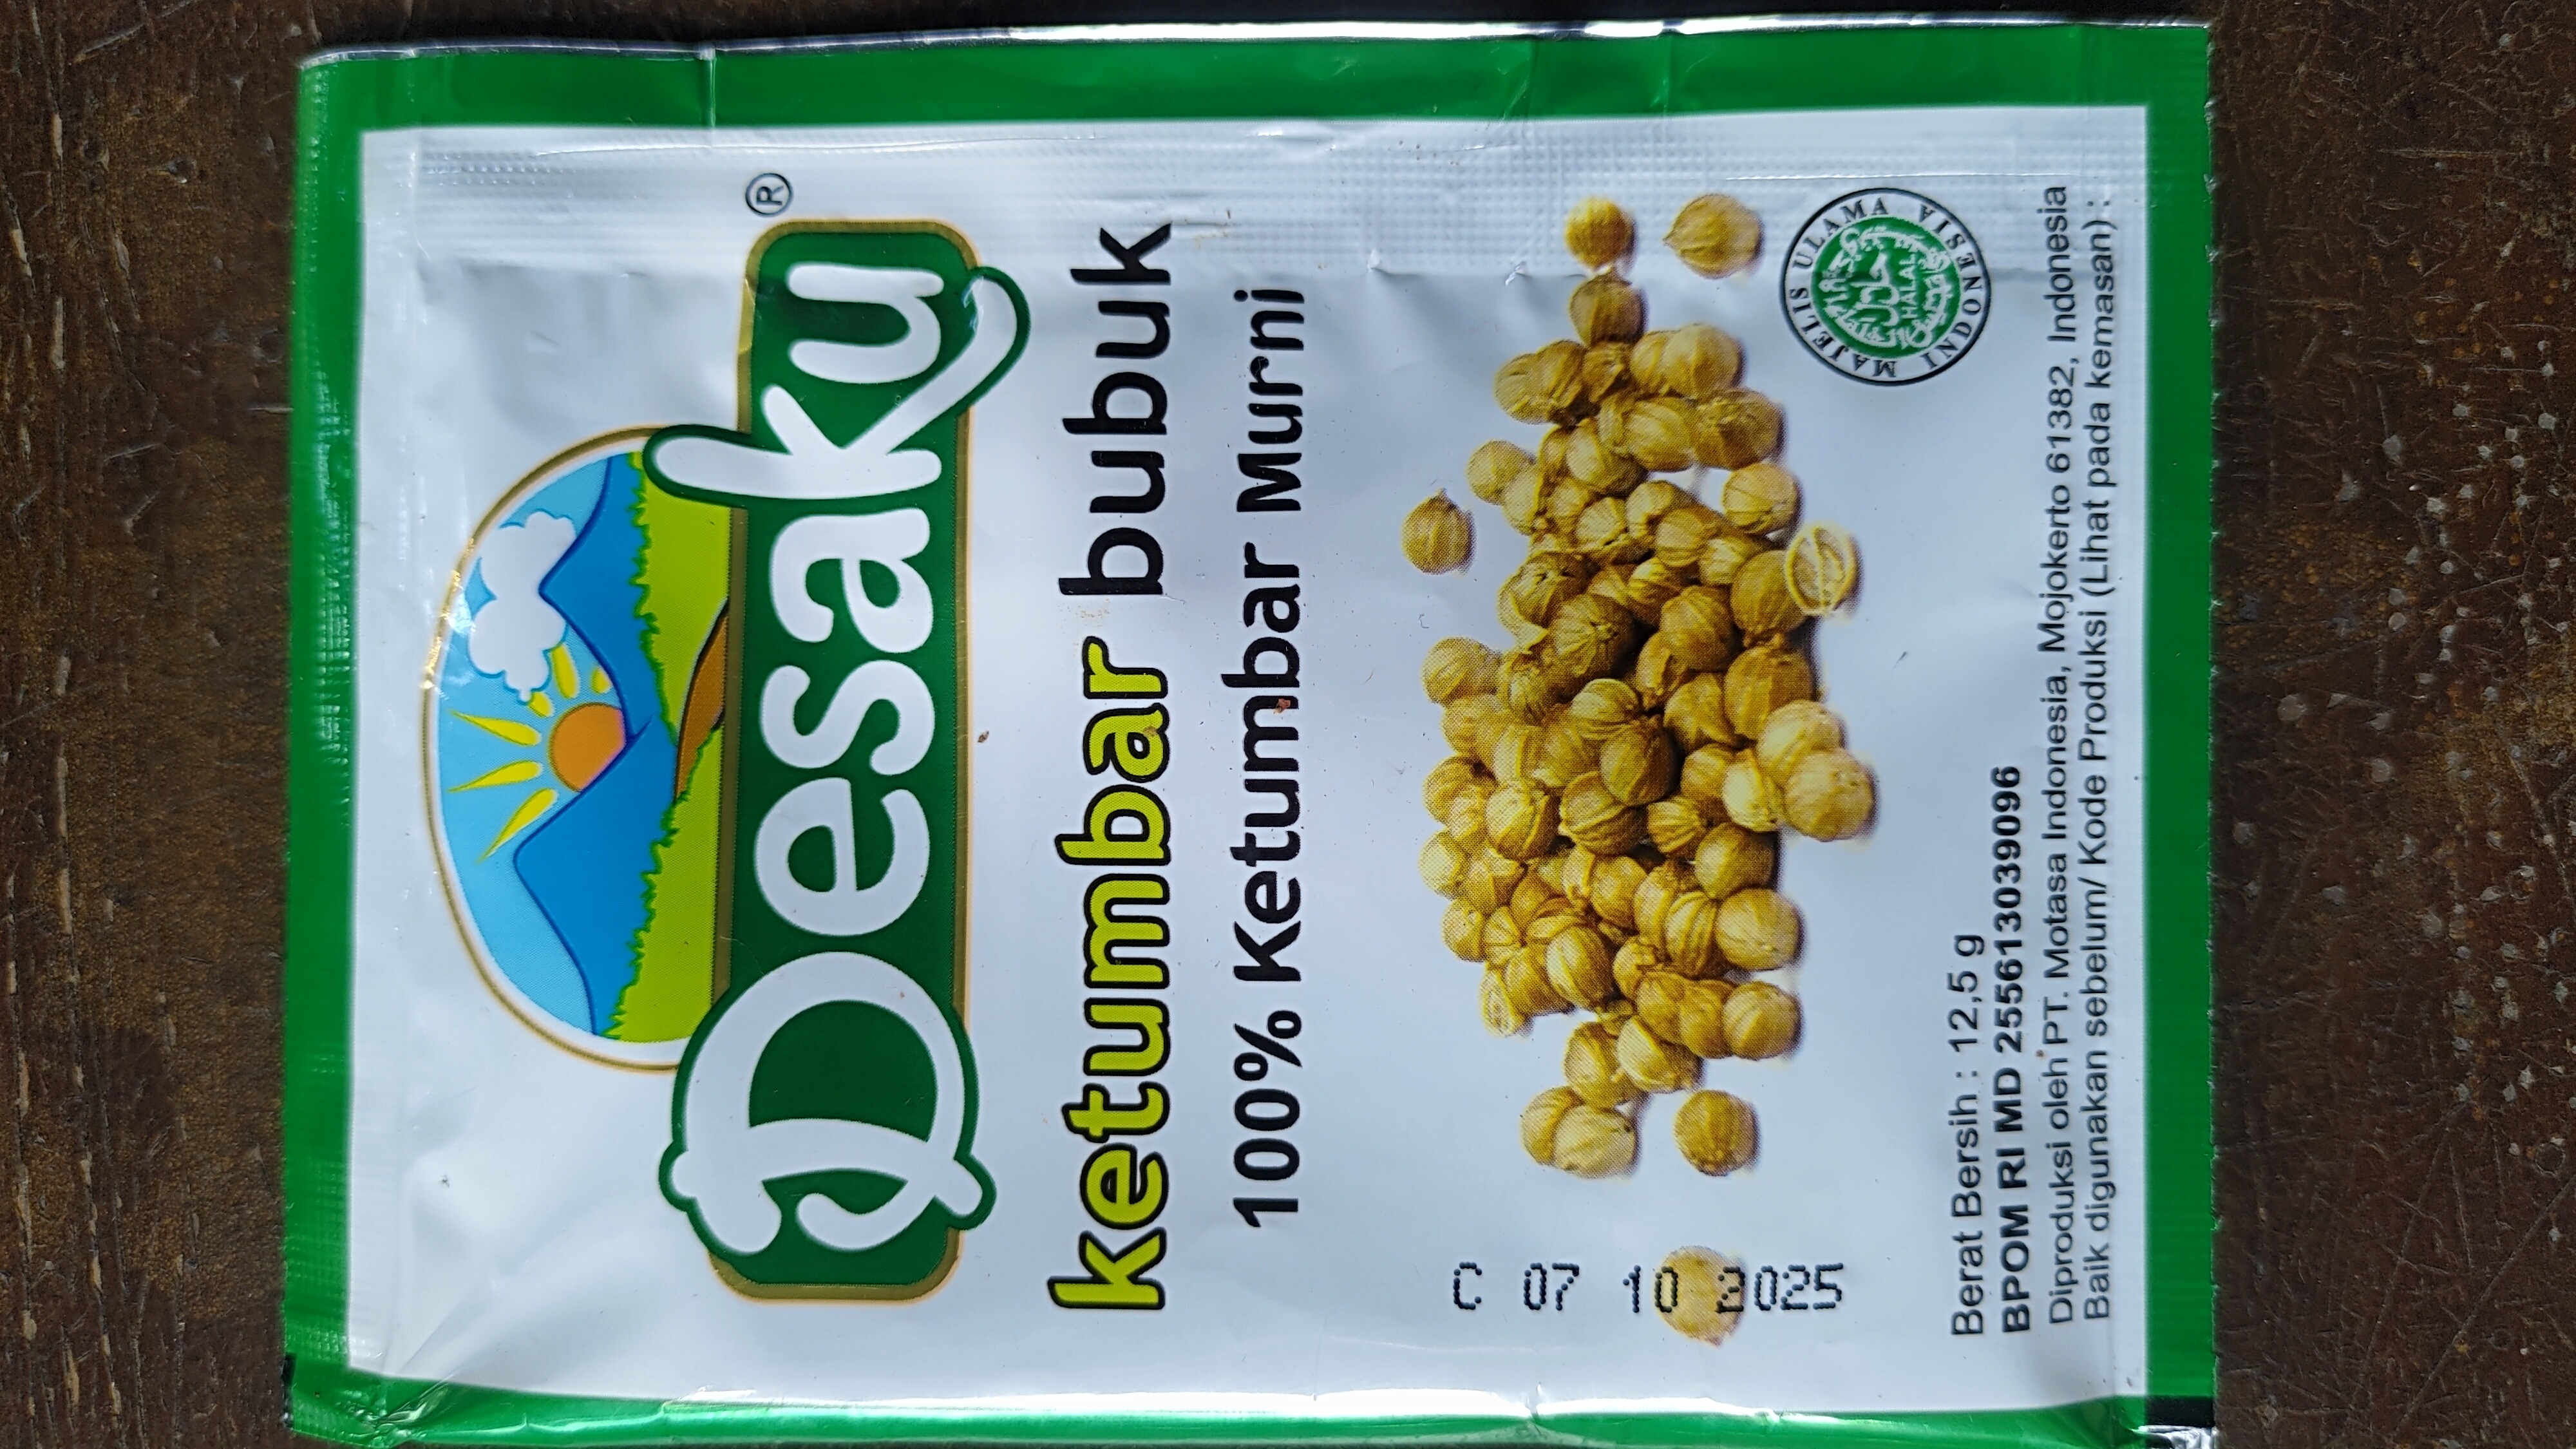 Desaku®
ketumbar bubuk
100% Ketumbar Murni
C 07 10 2025
MAJELIS ULAMA
حلال
HALAL
INDONESIA
Berat Bersih : 12,5 g
BPOM RI MD 255613039096
Diproduksi oleh PT. Motasa Indonesia, Mojokerto 61382, Indonesia
Baik digunakan sebelum/ Kode Produksi (Lihat pada kemasan) :